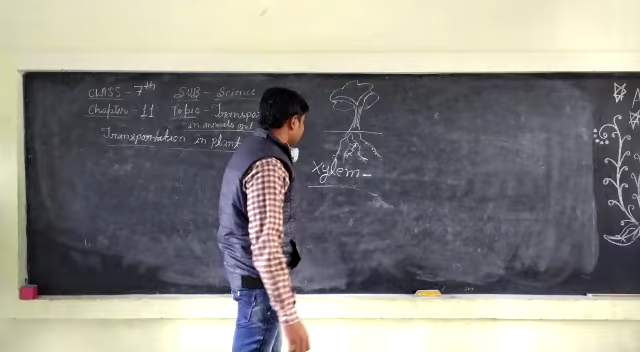 CLASS - 7th SUB - Science
Chapter - 11 Topic - Transpo
in animals and
Transportation in plant
Xylem -